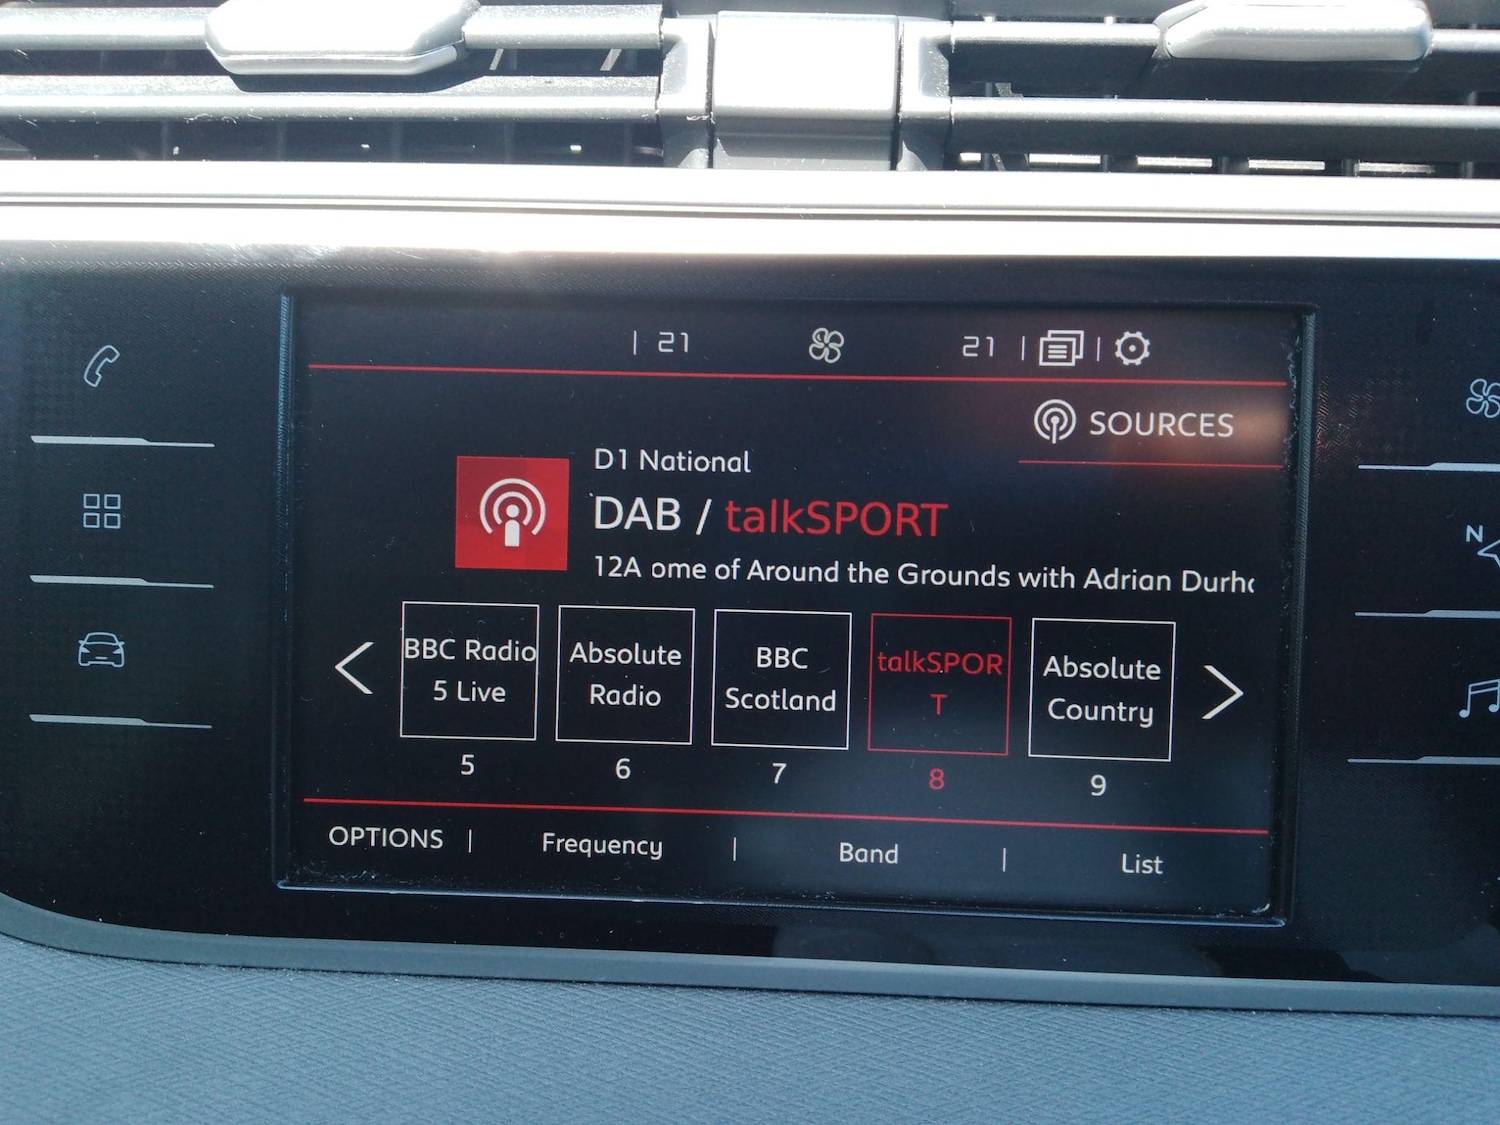 | 21 21 | |
SOURCES
D1 National
DAB / talkSPORT
12A ome of Around the Grounds with Adrian Durh
BBC Radio
5 Live
Absolute
Radio
BBC
Scotland
talkSPOR
T
Absolute
Country
5 6 7 8 9
OPTIONS | Frequency | Band | List
N